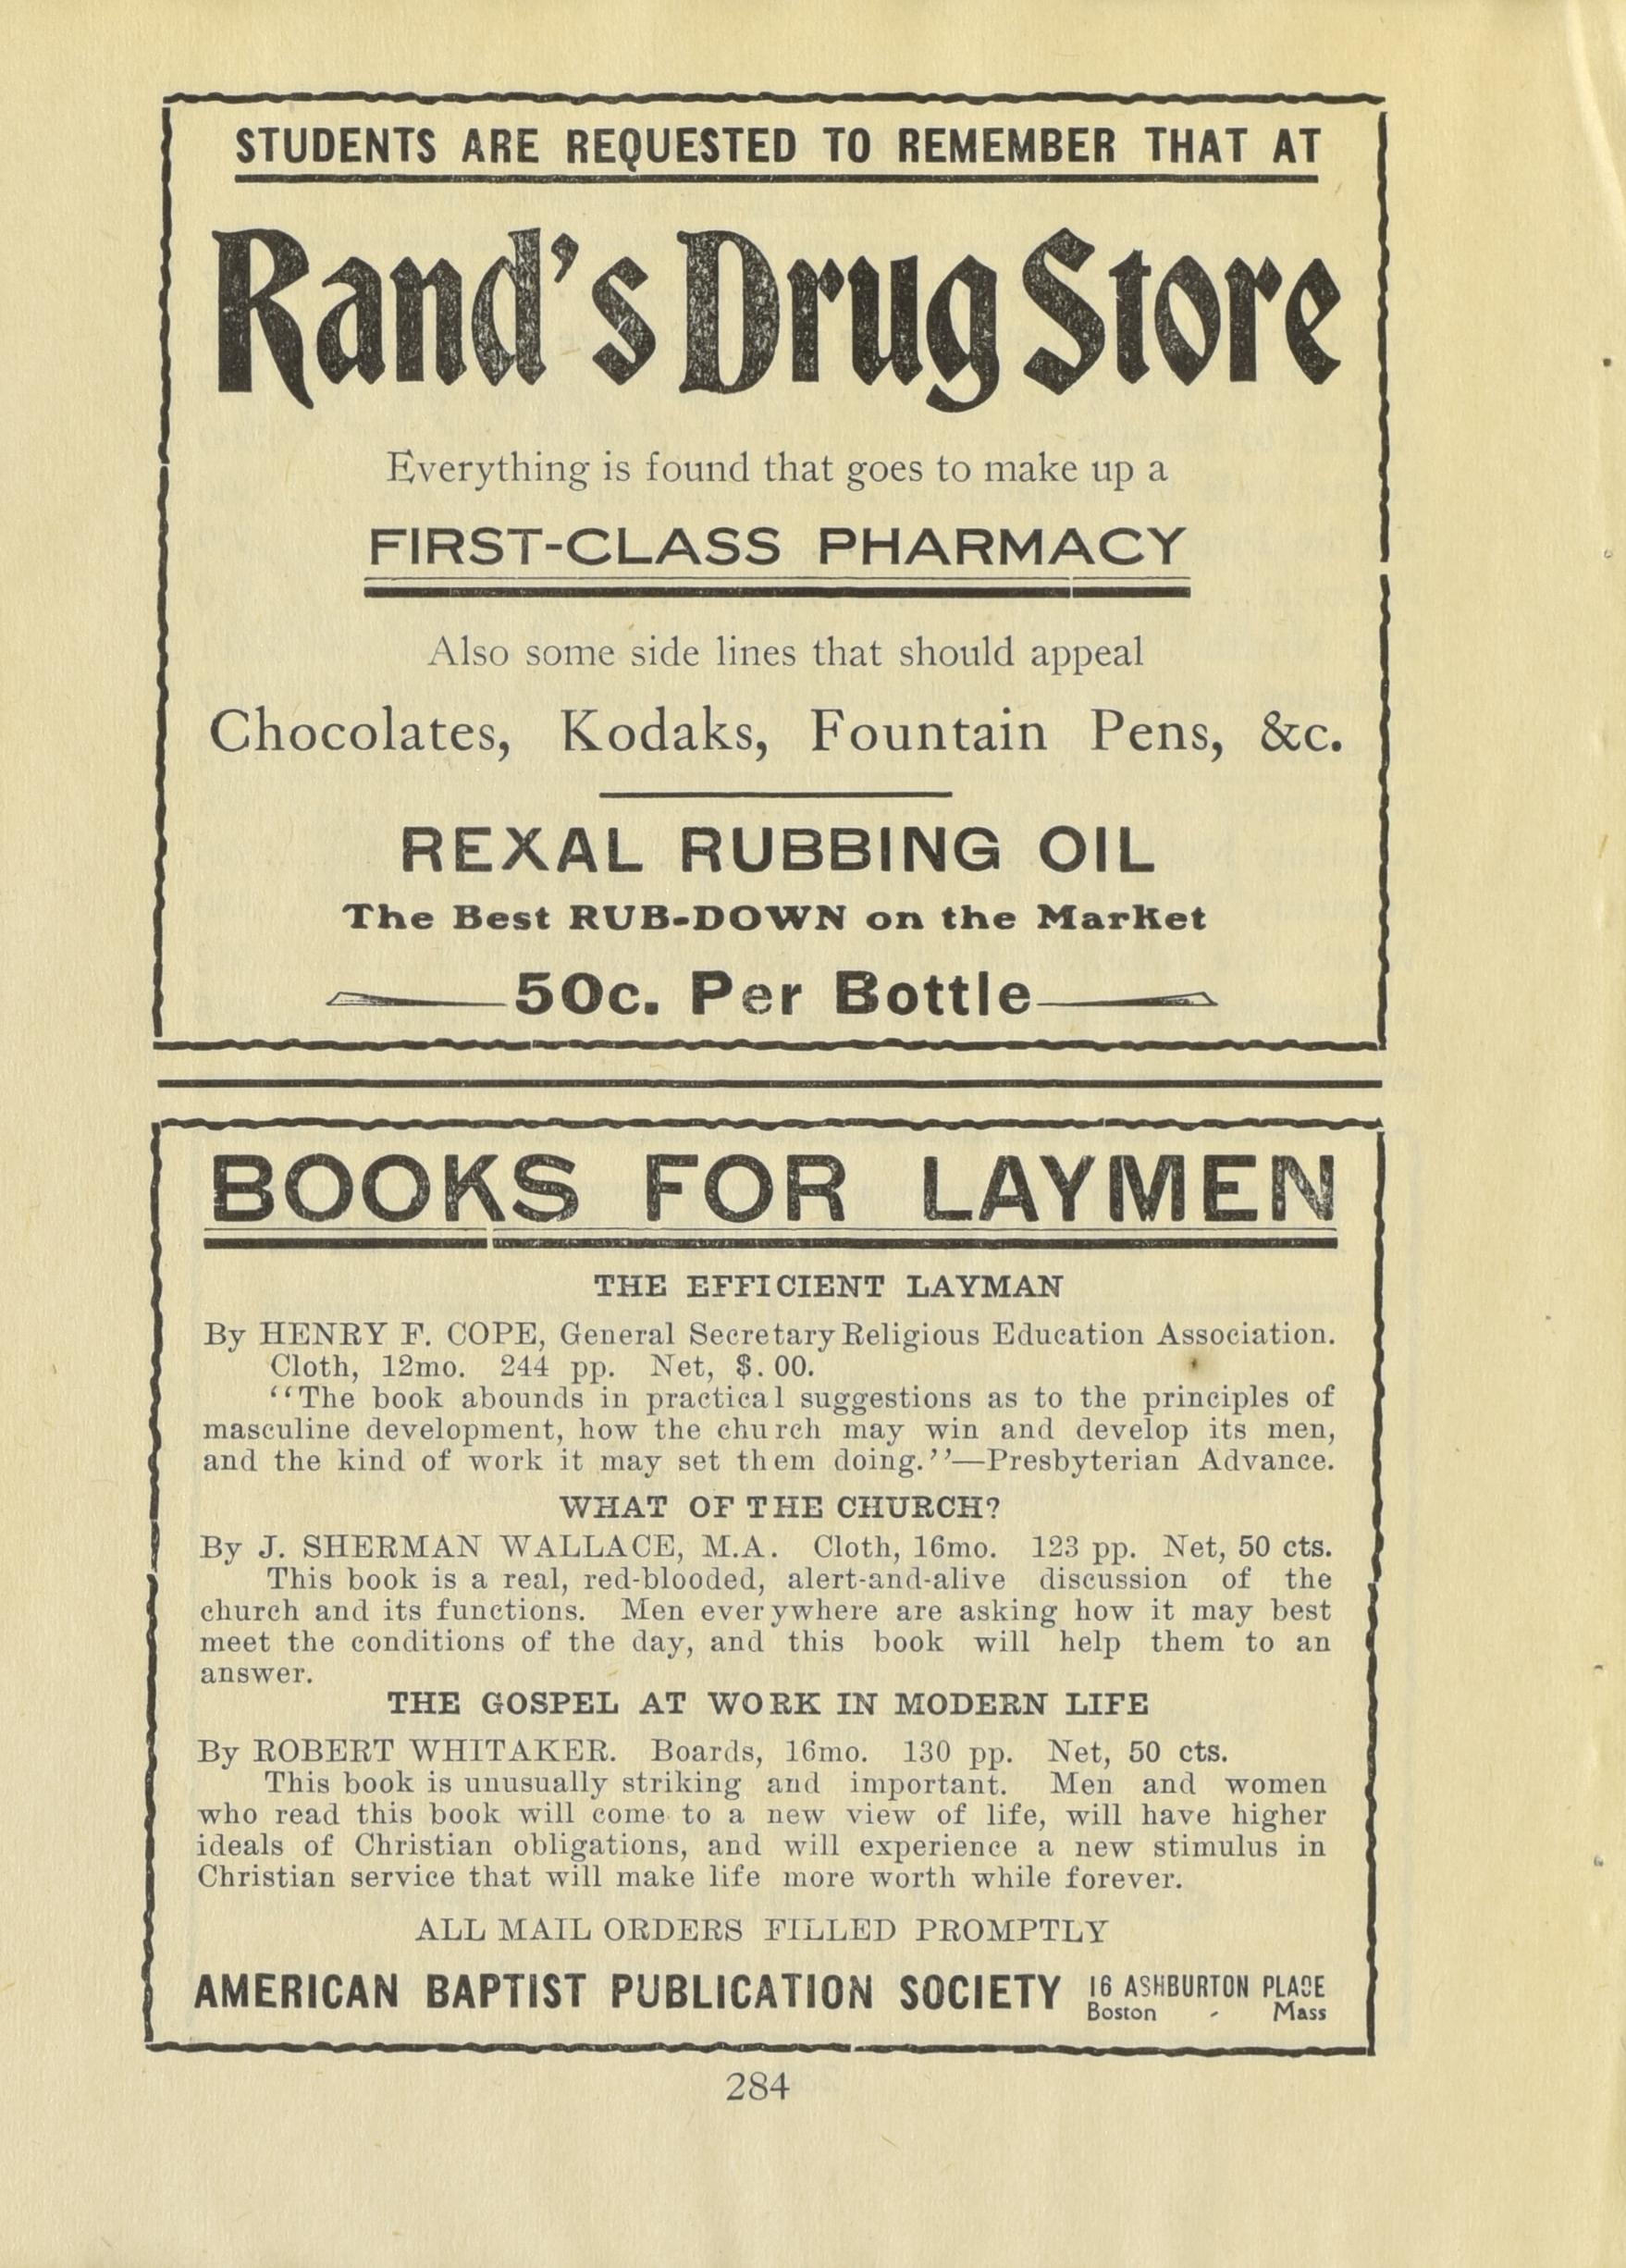 STUDENTS ARE REQUESTED TO REMEMBER THAT AT
Rand's Drug Store
Everything is found that goes to make up a
FIRST-CLASS PHARMACY
Also some side lines that should appeal
Chocolates, Kodaks, Fountain Pens, &c.
REXAL RUBBING OIL
The Best RUB-DOWN on the Market
50c. Per Bottle
BOOKS FOR LAYMEN
THE EFFICIENT LAYMAN
By HENRY F. COPE, General Secretary Religious Education Association.
Cloth, 12mo. 244 pp. Net, $.00.
"The book abounds in practical suggestions as to the principles of
masculine development, how the church may win and develop its men,
and the kind of work it may set them doing."—Presbyterian Advance.
WHAT OF THE CHURCH?
By J. SHERMAN WALLACE, M.A. Cloth, 16mo. 123 pp. Net, 50 cts.
This book is a real, red-blooded, alert-and-alive discussion of the
church and its functions. Men everywhere are asking how it may best
meet the conditions of the day, and this book will help them to an
answer.
THE GOSPEL AT WORK IN MODERN LIFE
By ROBERT WHITAKER. Boards, 16mo. 130 pp. Net, 50 cts.
This book is unusually striking and important. Men and women
who read this book will come to a new view of life, will have higher
ideals of Christian obligations, and will experience a new stimulus in
Christian service that will make life more worth while forever.
ALL MAIL ORDERS FILLED PROMPTLY
AMERICAN BAPTIST PUBLICATION SOCIETY 16 ASHBURTON PLACE
Boston - Mass
284